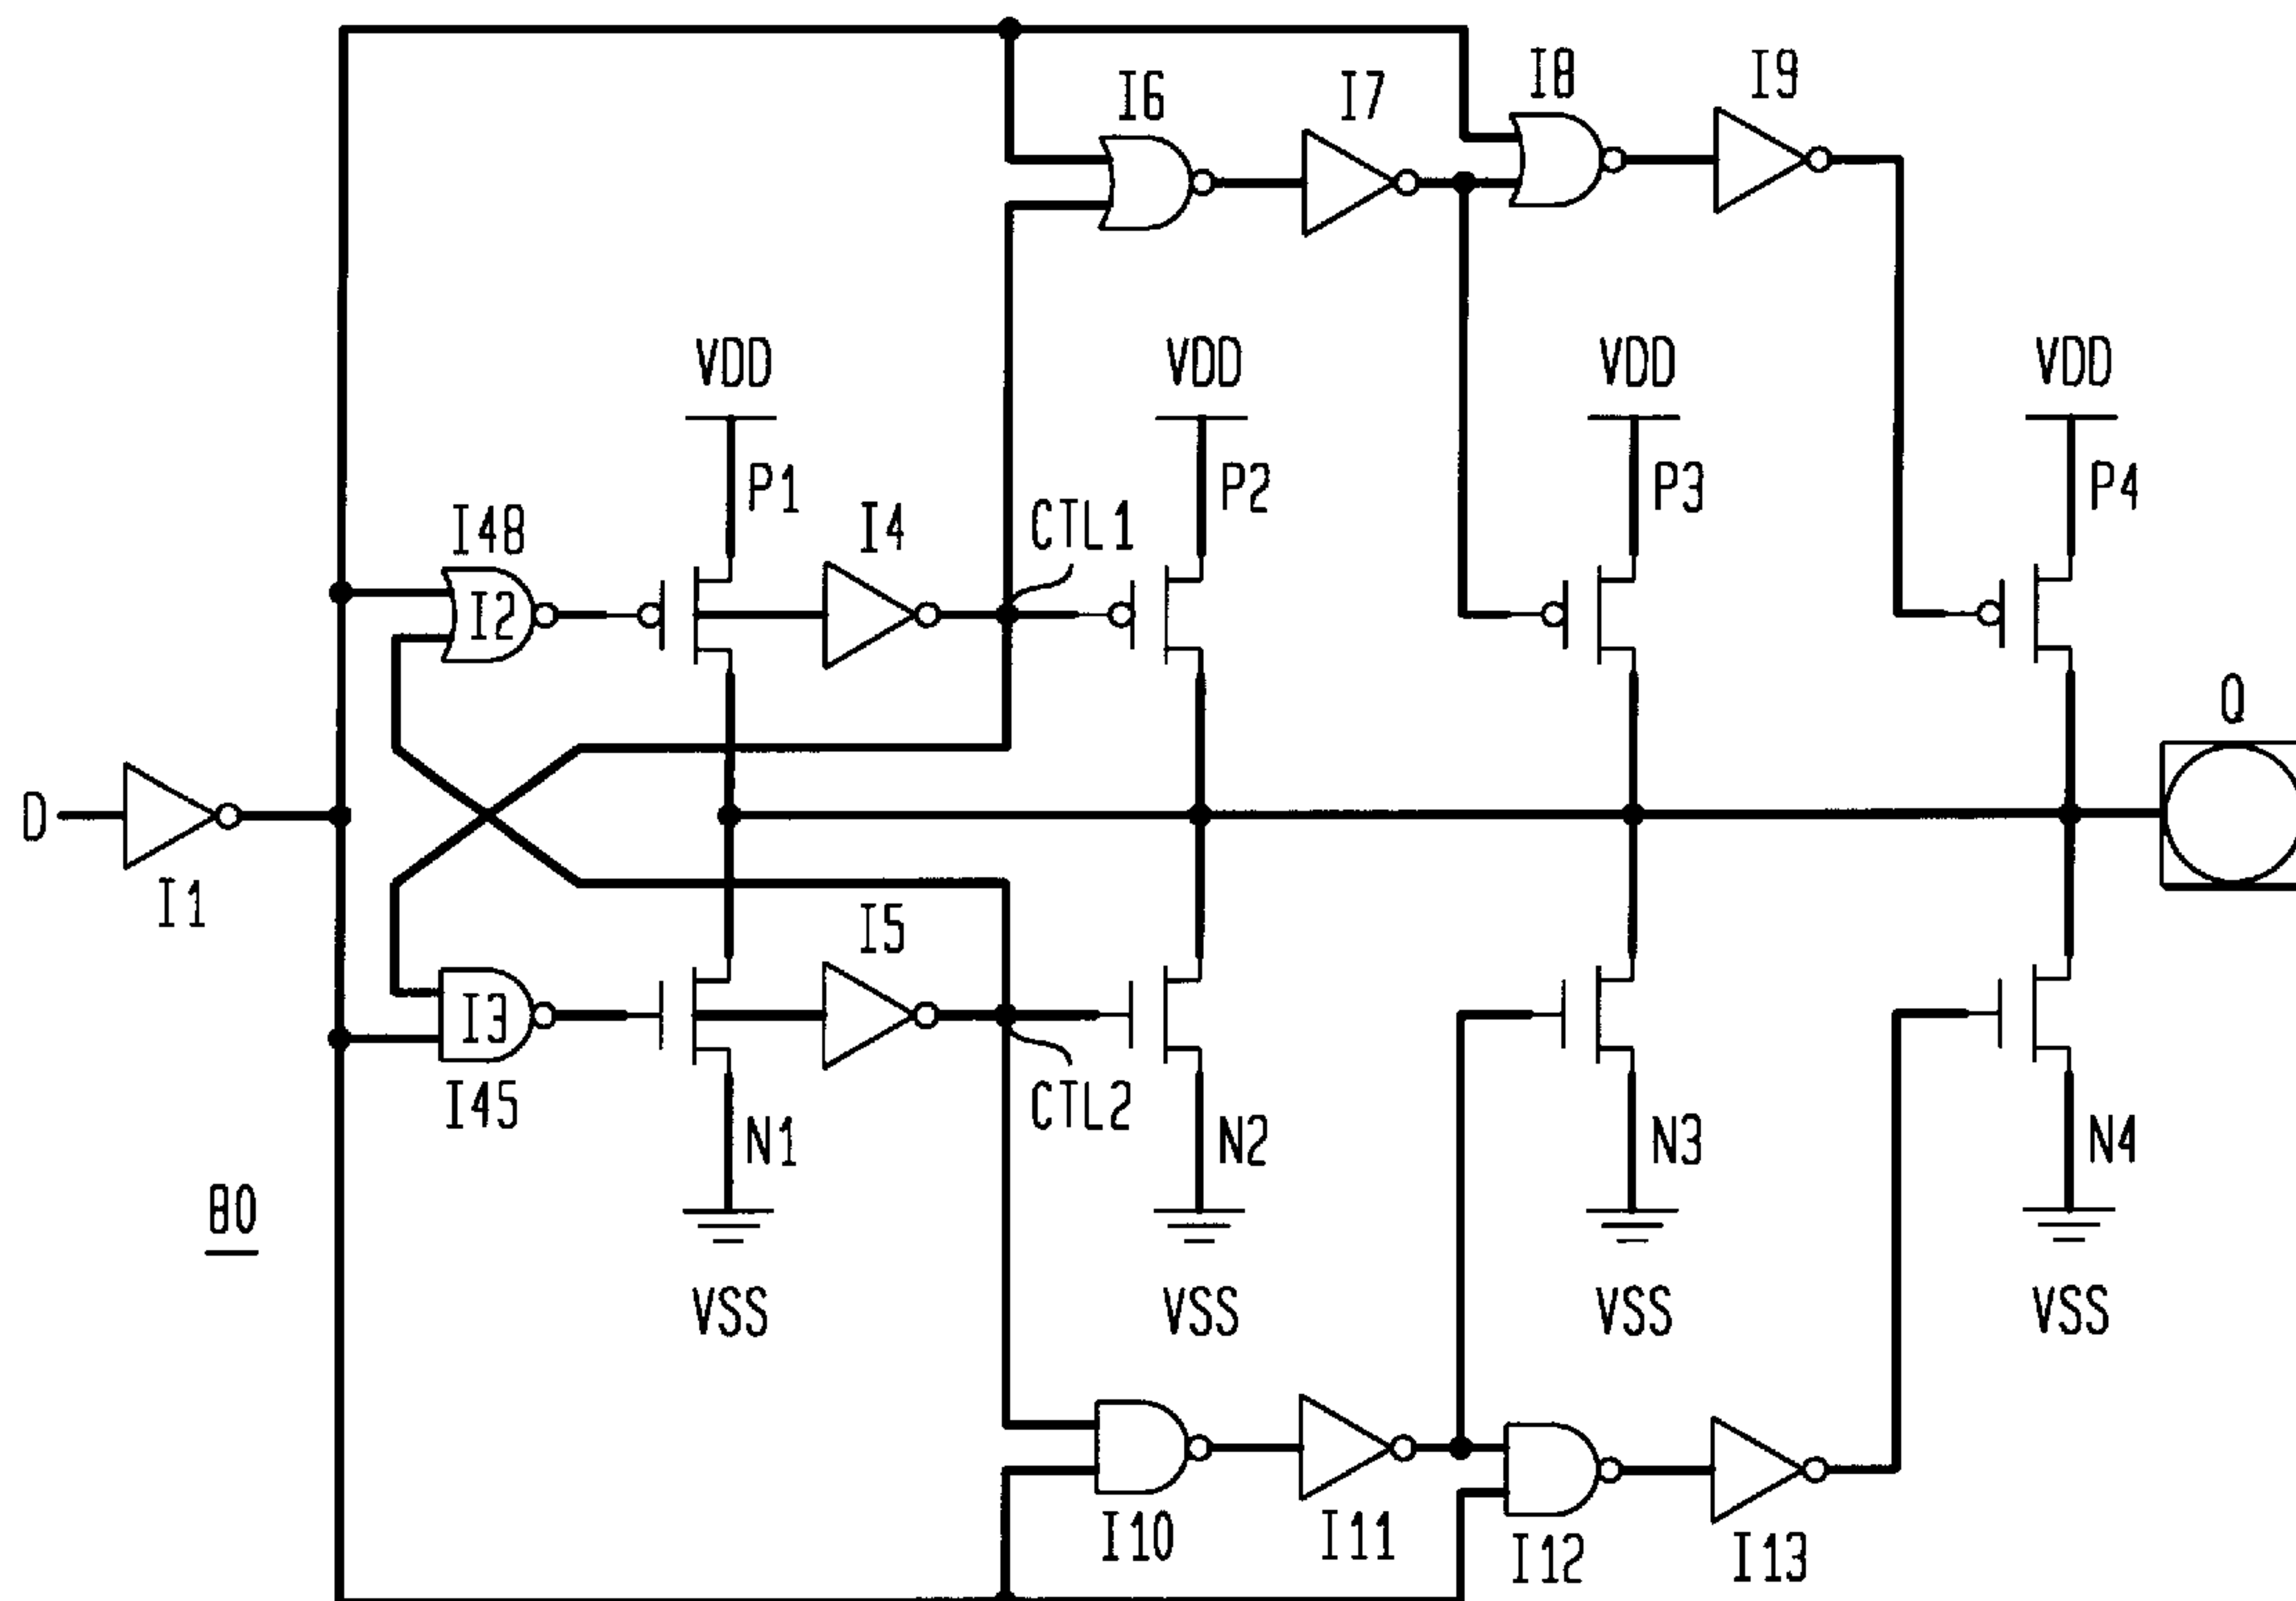 I6
I7
I8
I9
VDD
VDD
VDD
VDD
P1
P2
P3
P4
I48
I4
CTL1
I2
Q
D
I1
I5
I3
I45
CTL2
N1
N2
N3
N4
80
VSS
VSS
VSS
VSS
I10
I11
I12
I13